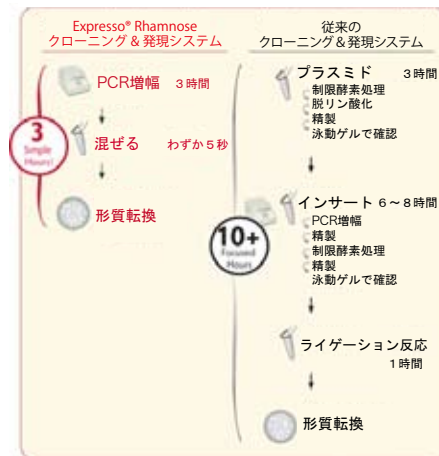 Expresso® Rhamnose
クローニング＆発現システム
PCR増幅 3時間
3
Simple
Hours!
混ぜる わずか5秒
形質転換
従来の
クローニング＆発現システム
プラスミド 3時間
制限酵素処理
脱リン酸化
精製
泳動ゲルで確認
インサート 6～8時間
PCR増幅
精製
制限酵素処理
精製
泳動ゲルで確認
10+
Focused
Hours
ライゲーション反応
1時間
形質転換